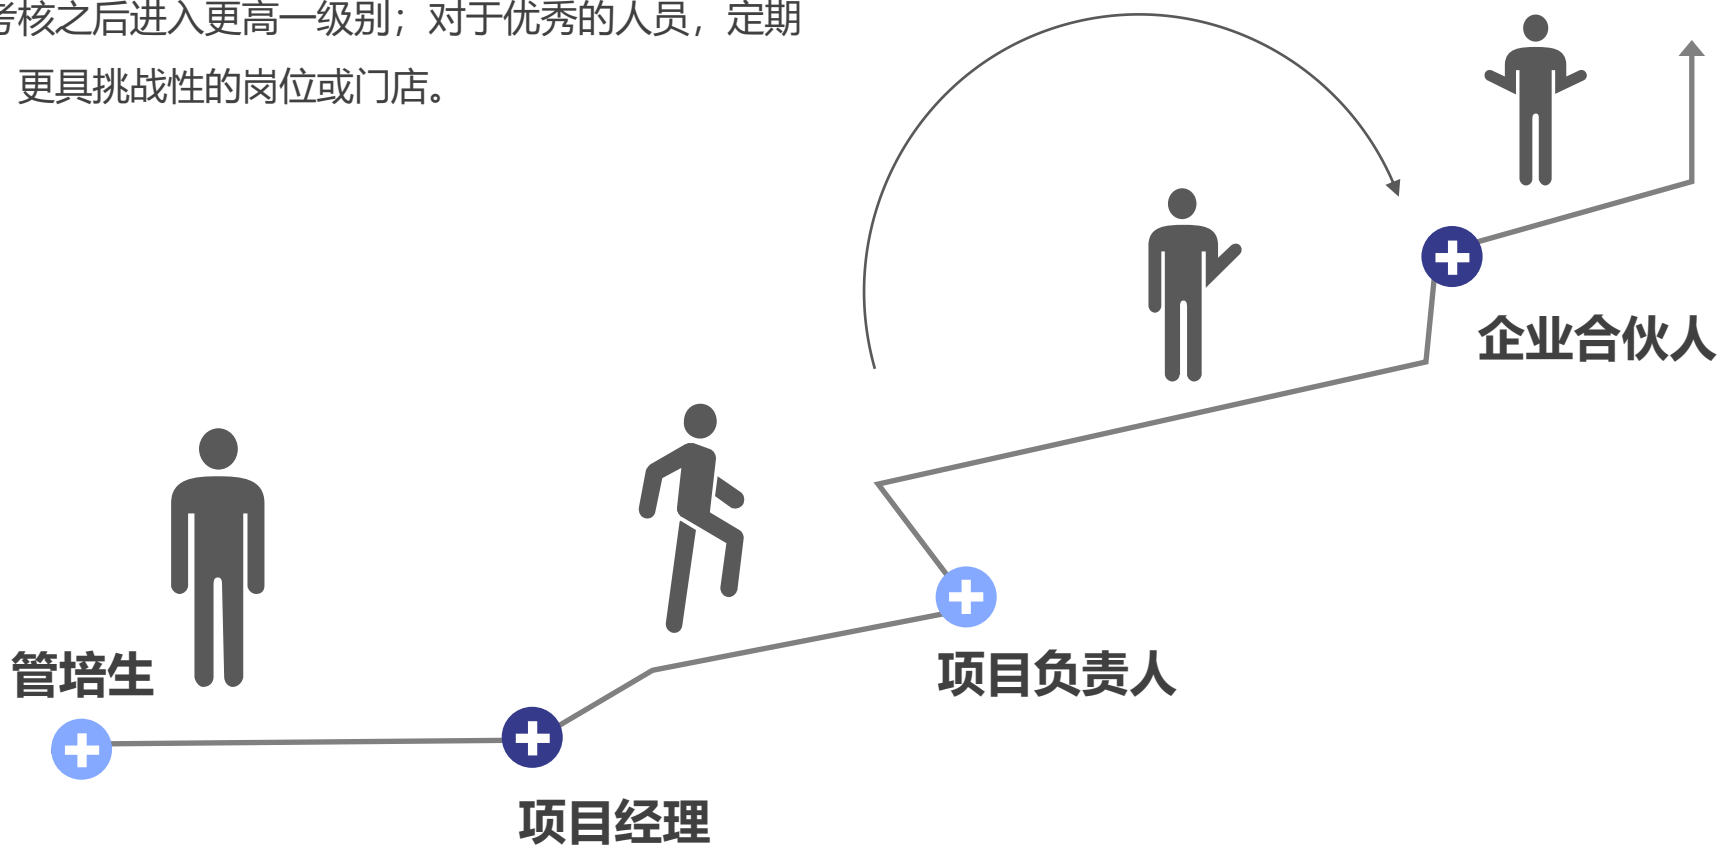 考核之后进入更高一级别；对于优秀的人员，定期
更具挑战性的岗位或门店。
企业合伙人
管培生
项目负责人
项目经理